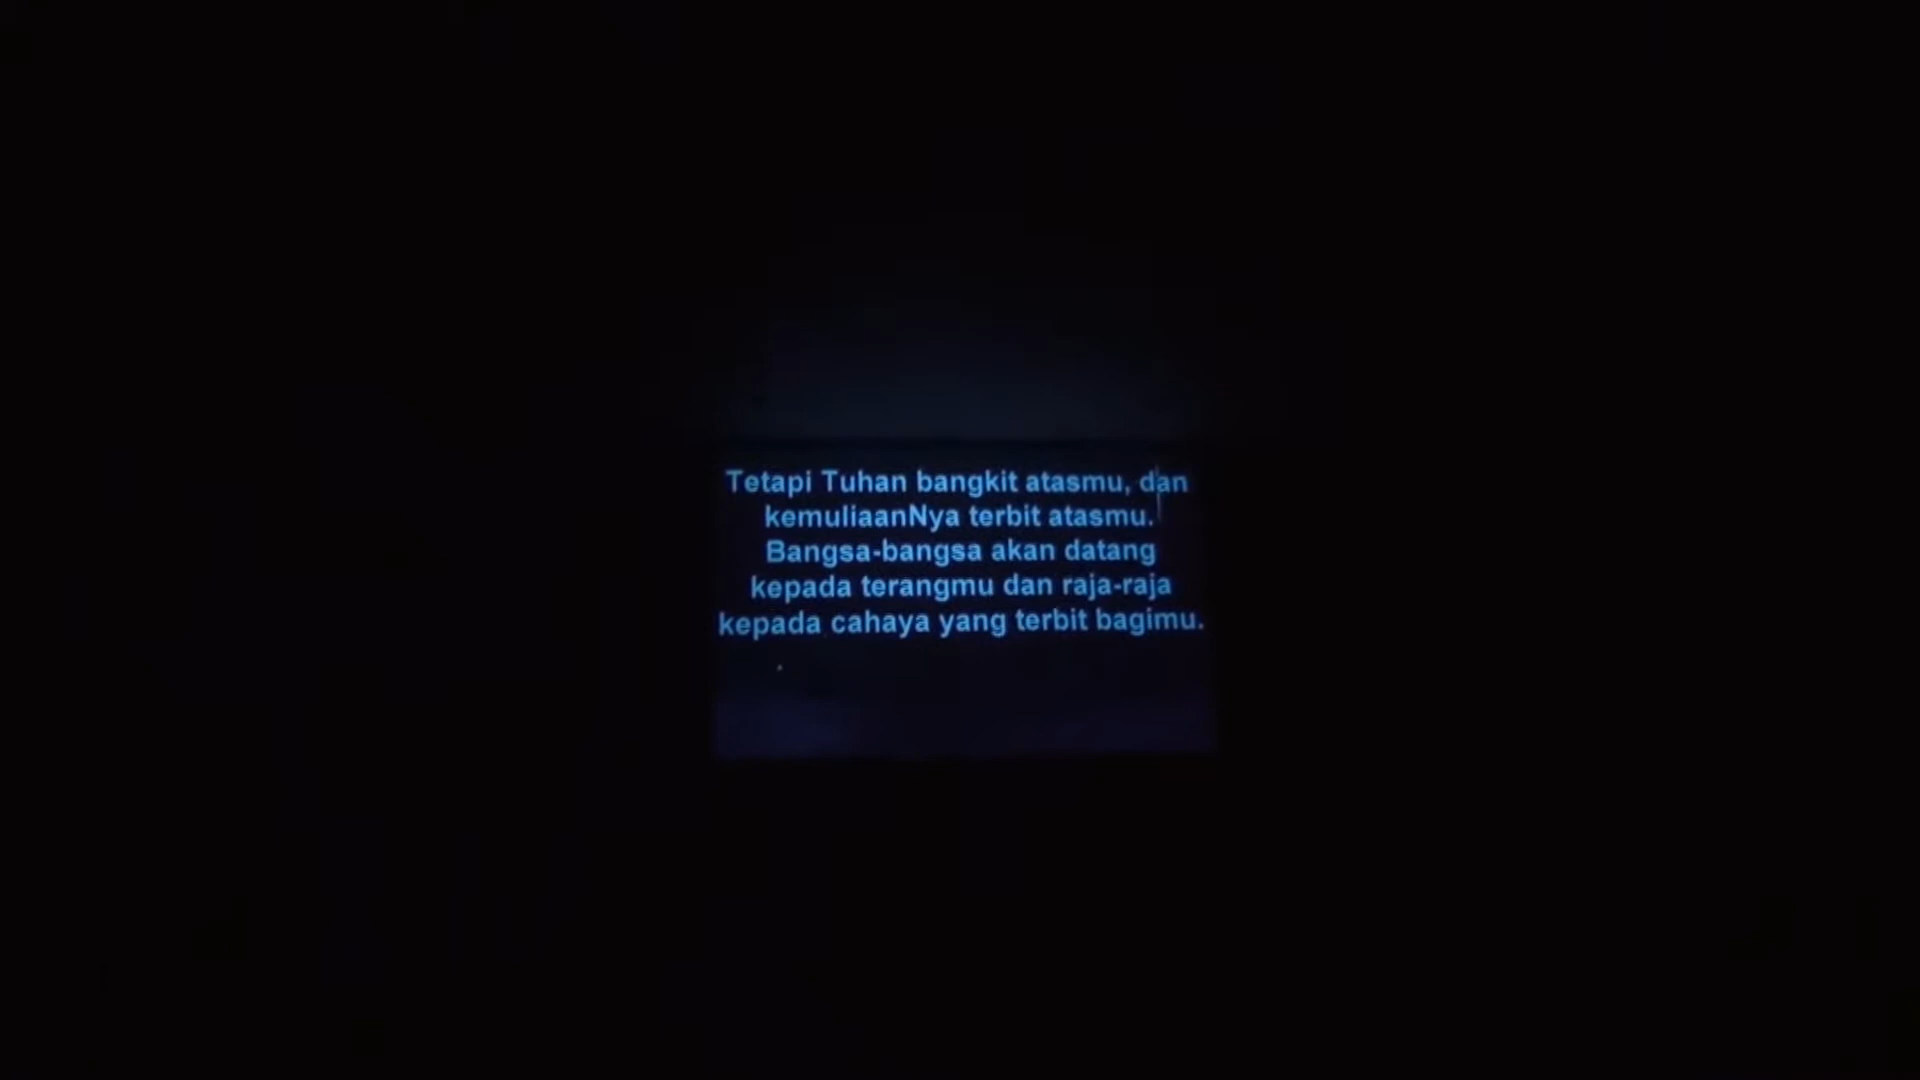 Tetapi Tuhan bangkit atasmu, dan
kemuliaanNya terbit atasmu.
Bangsa-bangsa akan datang
kepada terangmu dan raja-raja
kepada cahaya yang terbit bagimu.